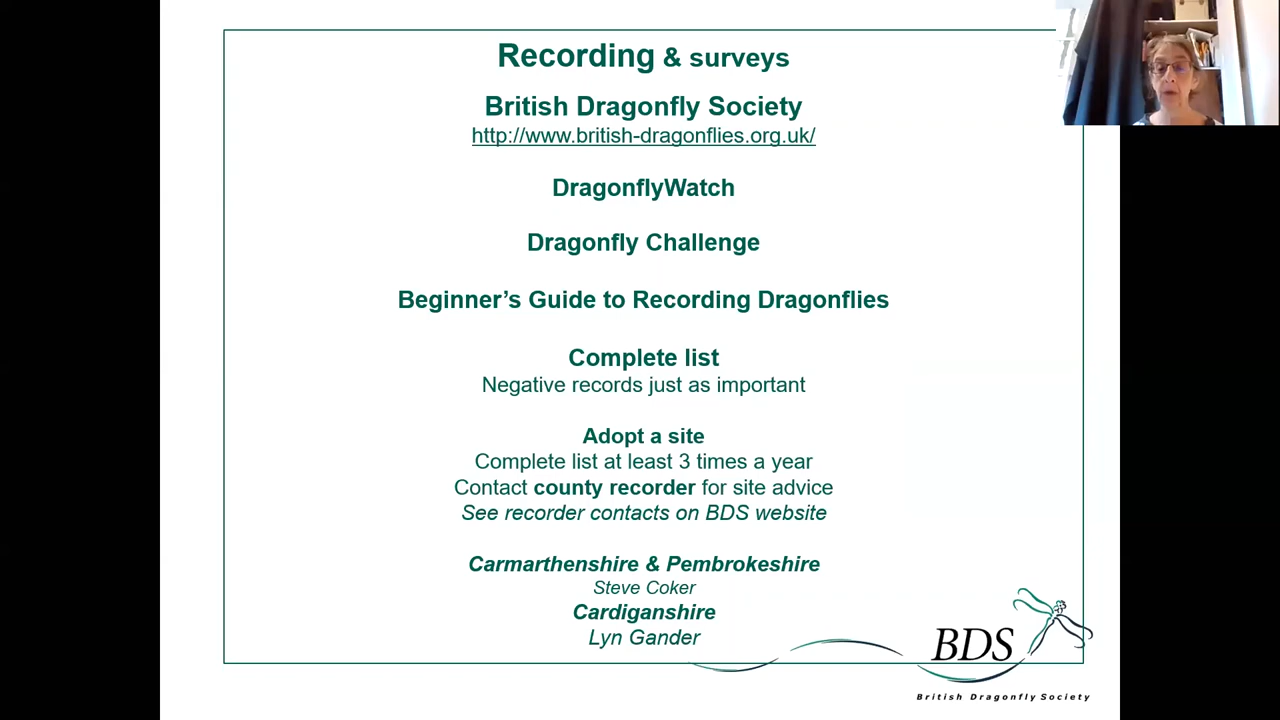 Recording & surveys
British Dragonfly Society
http://www.british-dragonflies.org.uk/
DragonflyWatch
Dragonfly Challenge
Beginner’s Guide to Recording Dragonflies
Complete list
Negative records just as important
Adopt a site
Complete list at least 3 times a year
Contact county recorder for site advice
See recorder contacts on BDS website
Carmarthenshire & Pembrokeshire
Steve Coker
Cardiganshire
Lyn Gander
BDS
British Dragonfly Society